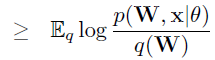 ≥ 𝔼_q log p(𝐖, x|θ) / q(𝐖)